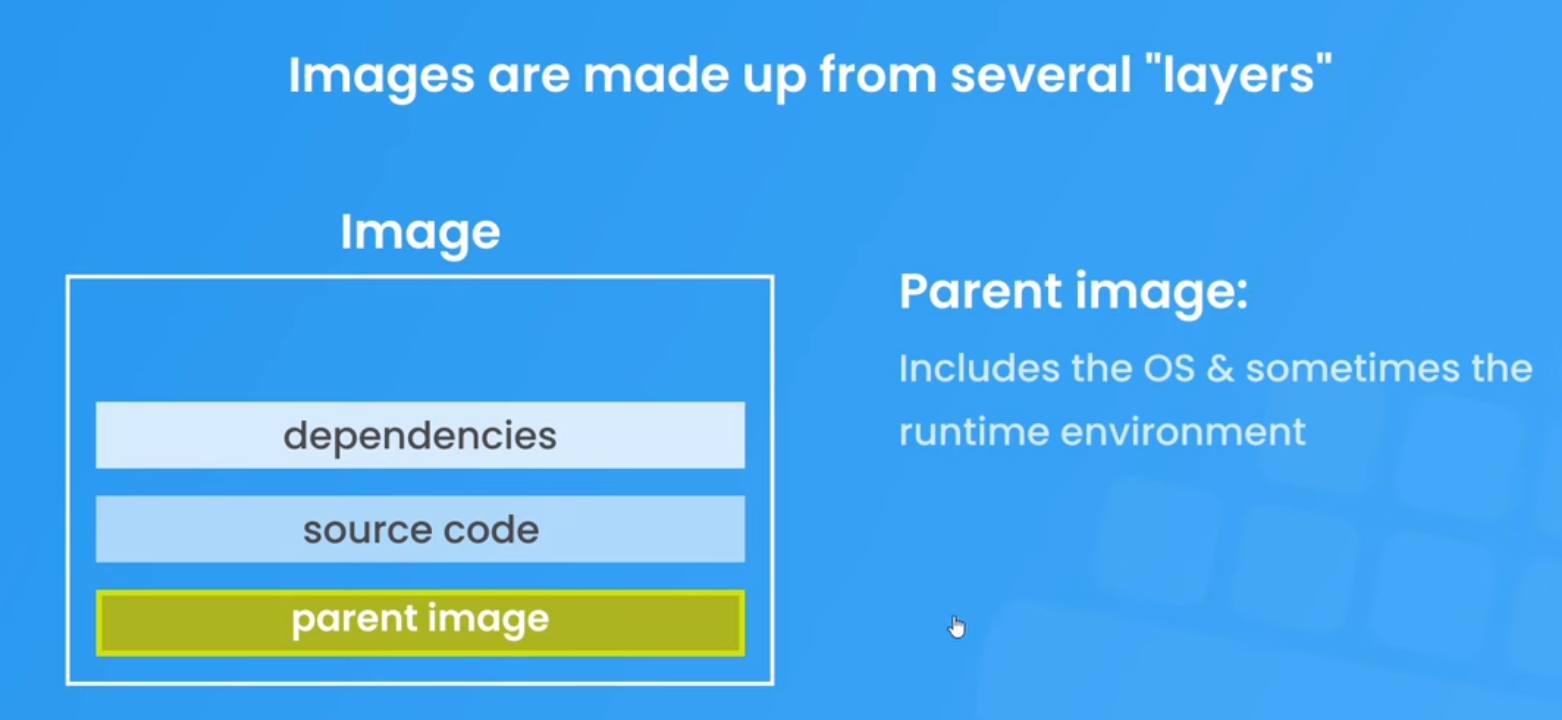 Images are made up from several "layers"
Image
dependencies
source code
parent image
Parent image:
Includes the OS & sometimes the
runtime environment